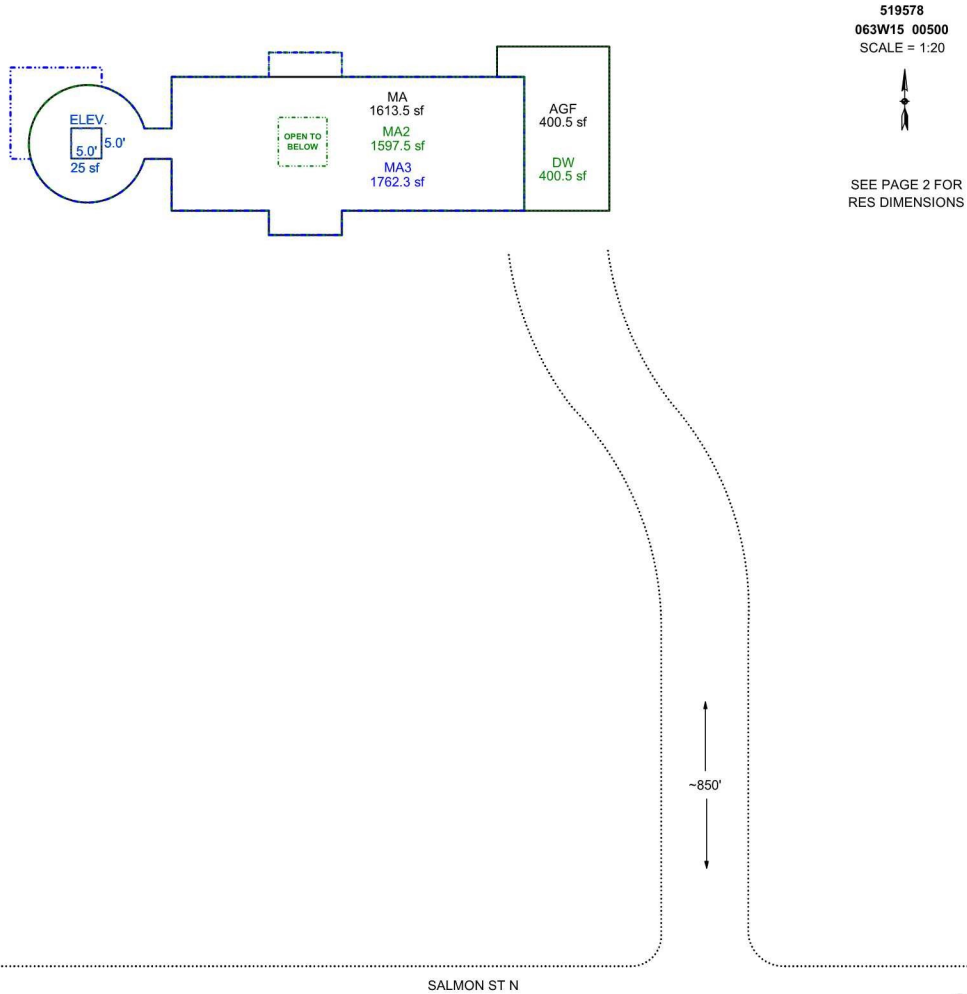 519578
063W15 00500
SCALE = 1:20
SEE PAGE 2 FOR
RES DIMENSIONS
ELEV.
5.0'
5.0'
25 sf
OPEN TO
BELOW
MA
1613.5 sf
MA2
1597.5 sf
MA3
1762.3 sf
AGF
400.5 sf
DW
400.5 sf
~850'
SALMON ST N